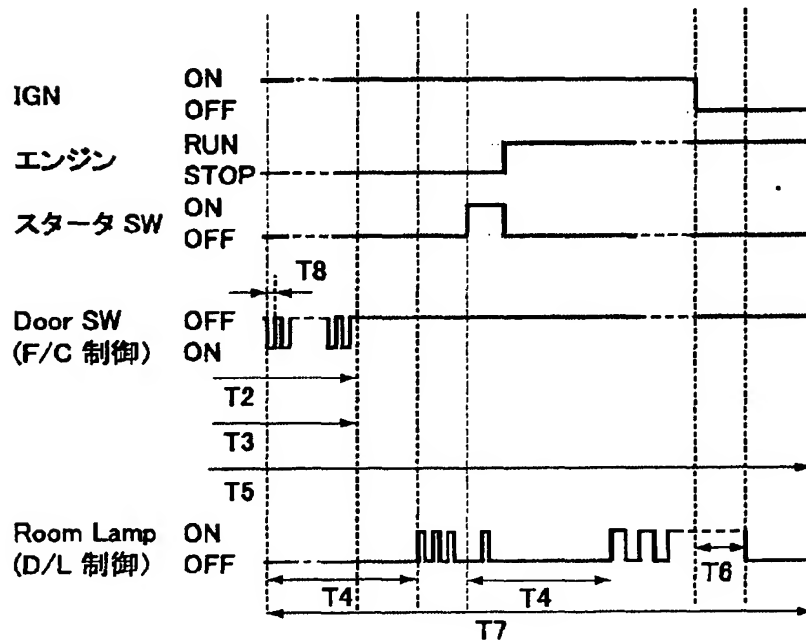 IGN ON
OFF
エンジン RUN
STOP
スタータ SW ON
OFF
T8
Door SW OFF
(F/C 制御) ON
T2
T3
T5
Room Lamp ON
(D/L 制御) OFF
T4 T4 T6
T7